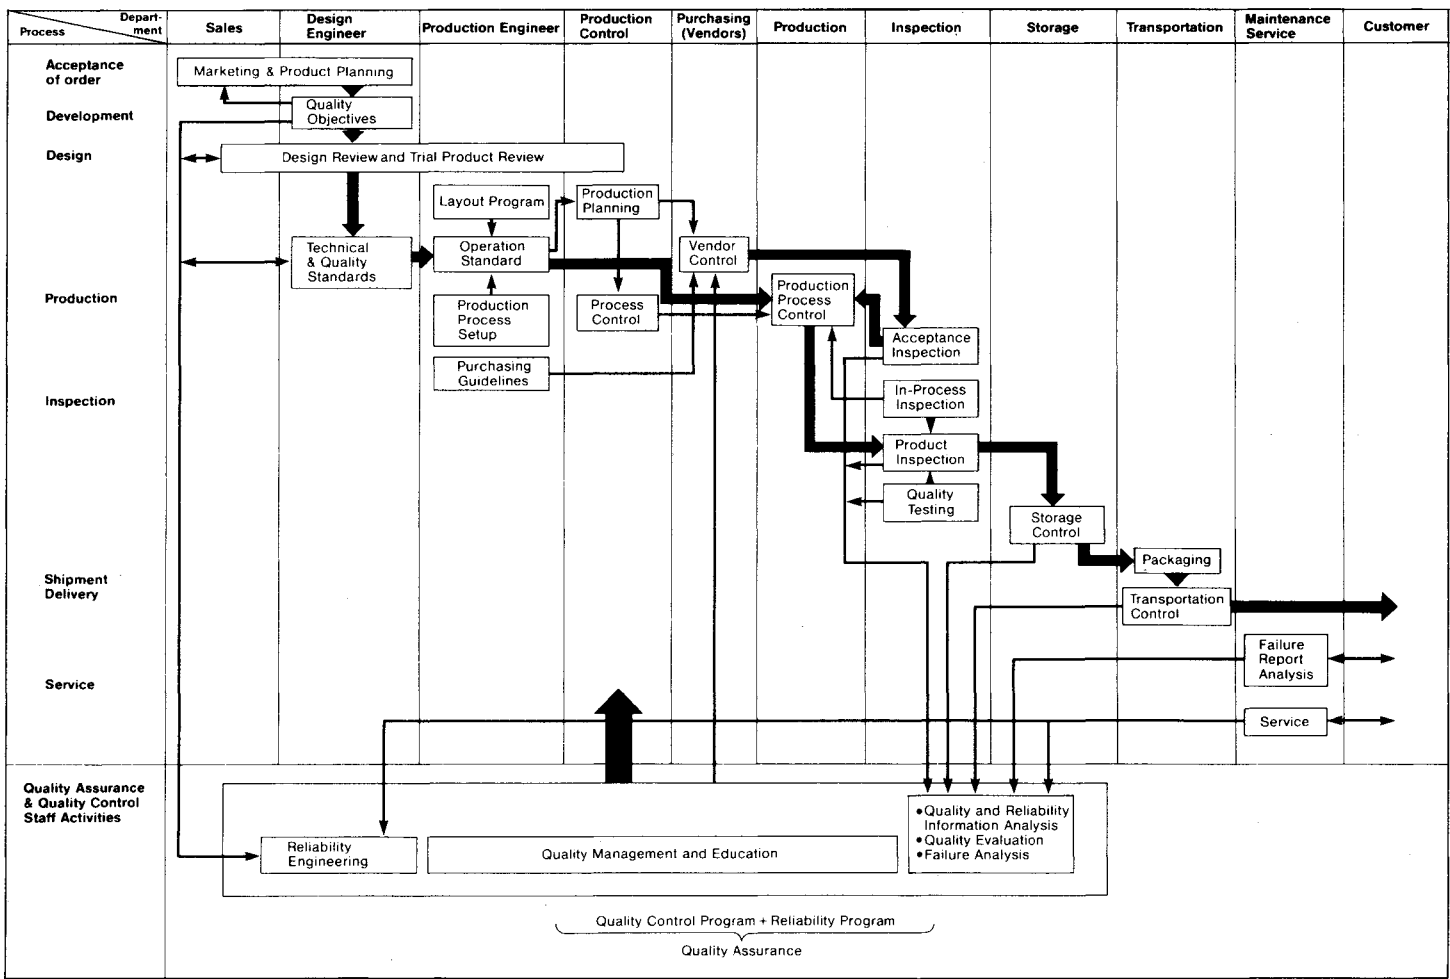 Depart-
ment
Process
Sales
Design
Engineer
Production Engineer
Production
Control
Purchasing
(Vendors)
Production
Inspection
Storage
Transportation
Maintenance
Service
Customer
Acceptance
of order
Marketing & Product Planning
Development
Quality
Objectives
Design
Design Review and Trial Product Review
Layout Program
Production
Planning
Technical
& Quality
Standards
Operation
Standard
Vendor
Control
Production
Production
Process
Setup
Process
Control
Production
Process
Control
Acceptance
Inspection
Purchasing
Guidelines
Inspection
In-Process
Inspection
Product
Inspection
Quality
Testing
Storage
Control
Packaging
Shipment
Delivery
Transportation
Control
Failure
Report
Analysis
Service
Service
Quality Assurance
& Quality Control
Staff Activities
Reliability
Engineering
Quality Management and Education
•Quality and Reliability
Information Analysis
•Quality Evaluation
•Failure Analysis
Quality Control Program + Reliability Program
Quality Assurance